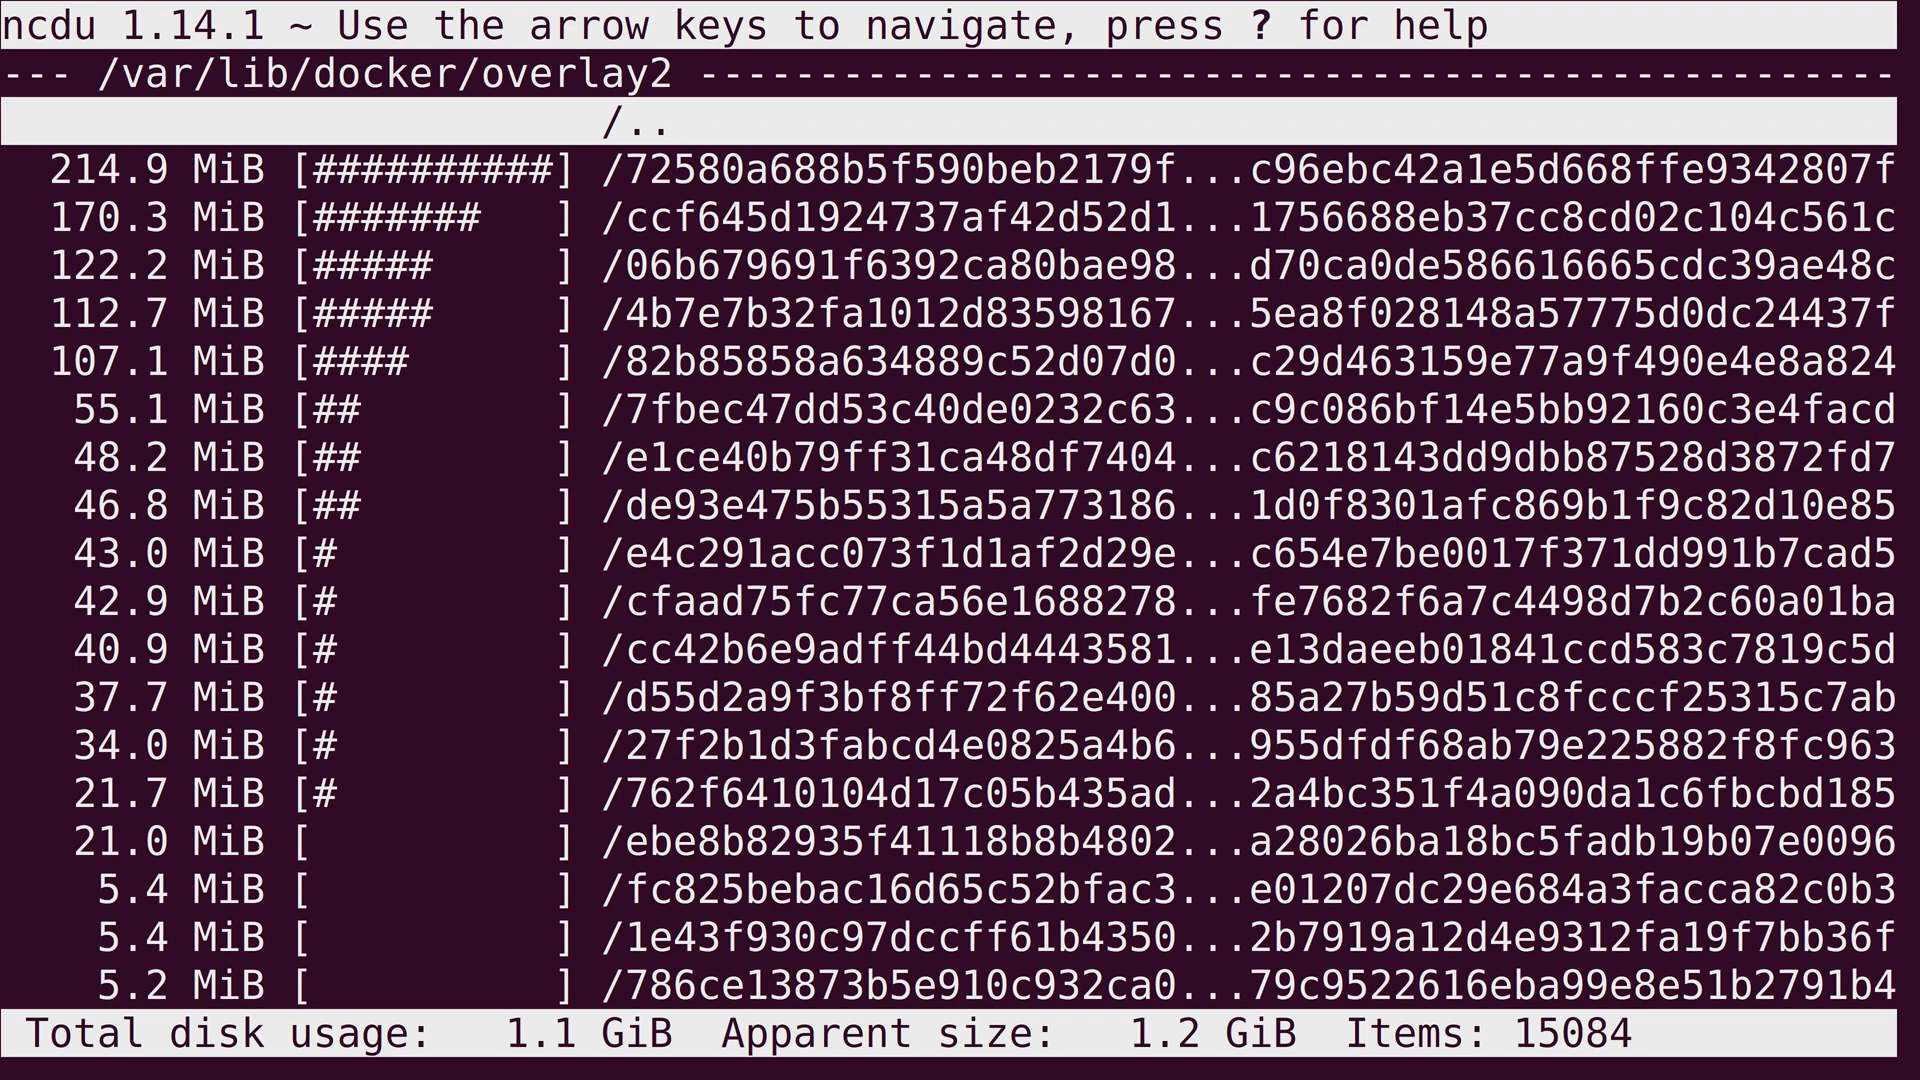 ncdu 1.14.1 ~ Use the arrow keys to navigate, press ? for help
--- /var/lib/docker/overlay2 --------------------------------------------------
/..
214.9 MiB [##########] /72580a688b5f590beb2179f...c96ebc42a1e5d668ffe9342807f
170.3 MiB [#######   ] /ccf645d1924737af42d52d1...1756688eb37cc8cd02c104c561c
122.2 MiB [#####     ] /06b679691f6392ca80bae98...d70ca0de586616665cdc39ae48c
112.7 MiB [#####     ] /4b7e7b32fa1012d83598167...5ea8f028148a57775d0dc24437f
107.1 MiB [####      ] /82b85858a634889c52d07d0...c29d463159e77a9f490e4e8a824
55.1 MiB [##        ] /7fbec47dd53c40de0232c63...c9c086bf14e5bb92160c3e4facd
48.2 MiB [##        ] /e1ce40b79ff31ca48df7404...c6218143dd9dbb87528d3872fd7
46.8 MiB [##        ] /de93e475b55315a5a773186...1d0f8301afc869b1f9c82d10e85
43.0 MiB [#         ] /e4c291acc073f1d1af2d29e...c654e7be0017f371dd991b7cad5
42.9 MiB [#         ] /cfaad75fc77ca56e1688278...fe7682f6a7c4498d7b2c60a01ba
40.9 MiB [#         ] /cc42b6e9adff44bd4443581...e13daeeb01841ccd583c7819c5d
37.7 MiB [#         ] /d55d2a9f3bf8ff72f62e400...85a27b59d51c8fcccf25315c7ab
34.0 MiB [#         ] /27f2b1d3fabcd4e0825a4b6...955dfdf68ab79e225882f8fc963
21.7 MiB [#         ] /762f6410104d17c05b435ad...2a4bc351f4a090da1c6fbcbd185
21.0 MiB [          ] /ebe8b82935f41118b8b4802...a28026ba18bc5fadb19b07e0096
5.4 MiB [          ] /fc825bebac16d65c52bfac3...e01207dc29e684a3facca82c0b3
5.4 MiB [          ] /1e43f930c97dccff61b4350...2b7919a12d4e9312fa19f7bb36f
5.2 MiB [          ] /786ce13873b5e910c932ca0...79c9522616eba99e8e51b2791b4
Total disk usage:   1.1 GiB  Apparent size:   1.2 GiB  Items: 15084